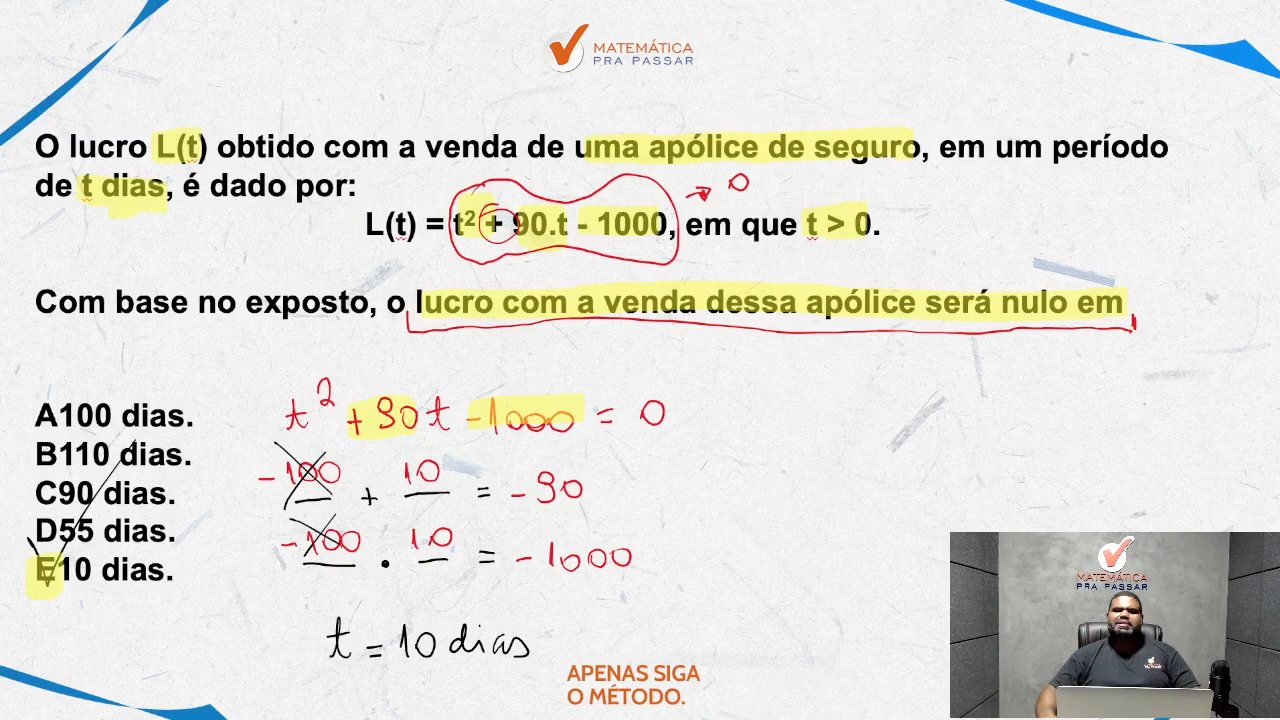 MATEMÁTICA
PRA PASSAR
O lucro L(t) obtido com a venda de uma apólice de seguro, em um período
de t dias, é dado por:
→ 0
L(t) = t² + 90.t - 1000, em que t > 0.
Com base no exposto, o lucro com a venda dessa apólice será nulo em
A100 dias.
B110 dias.
C90 dias.
D55 dias.
E10 dias.
t² + 90t - 1000 = 0
-100 + 10 = -90
-100 . 10 = -1000
t = 10 dias
APENAS SIGA
O MÉTODO.
MATEMÁTICA
PRA PASSAR